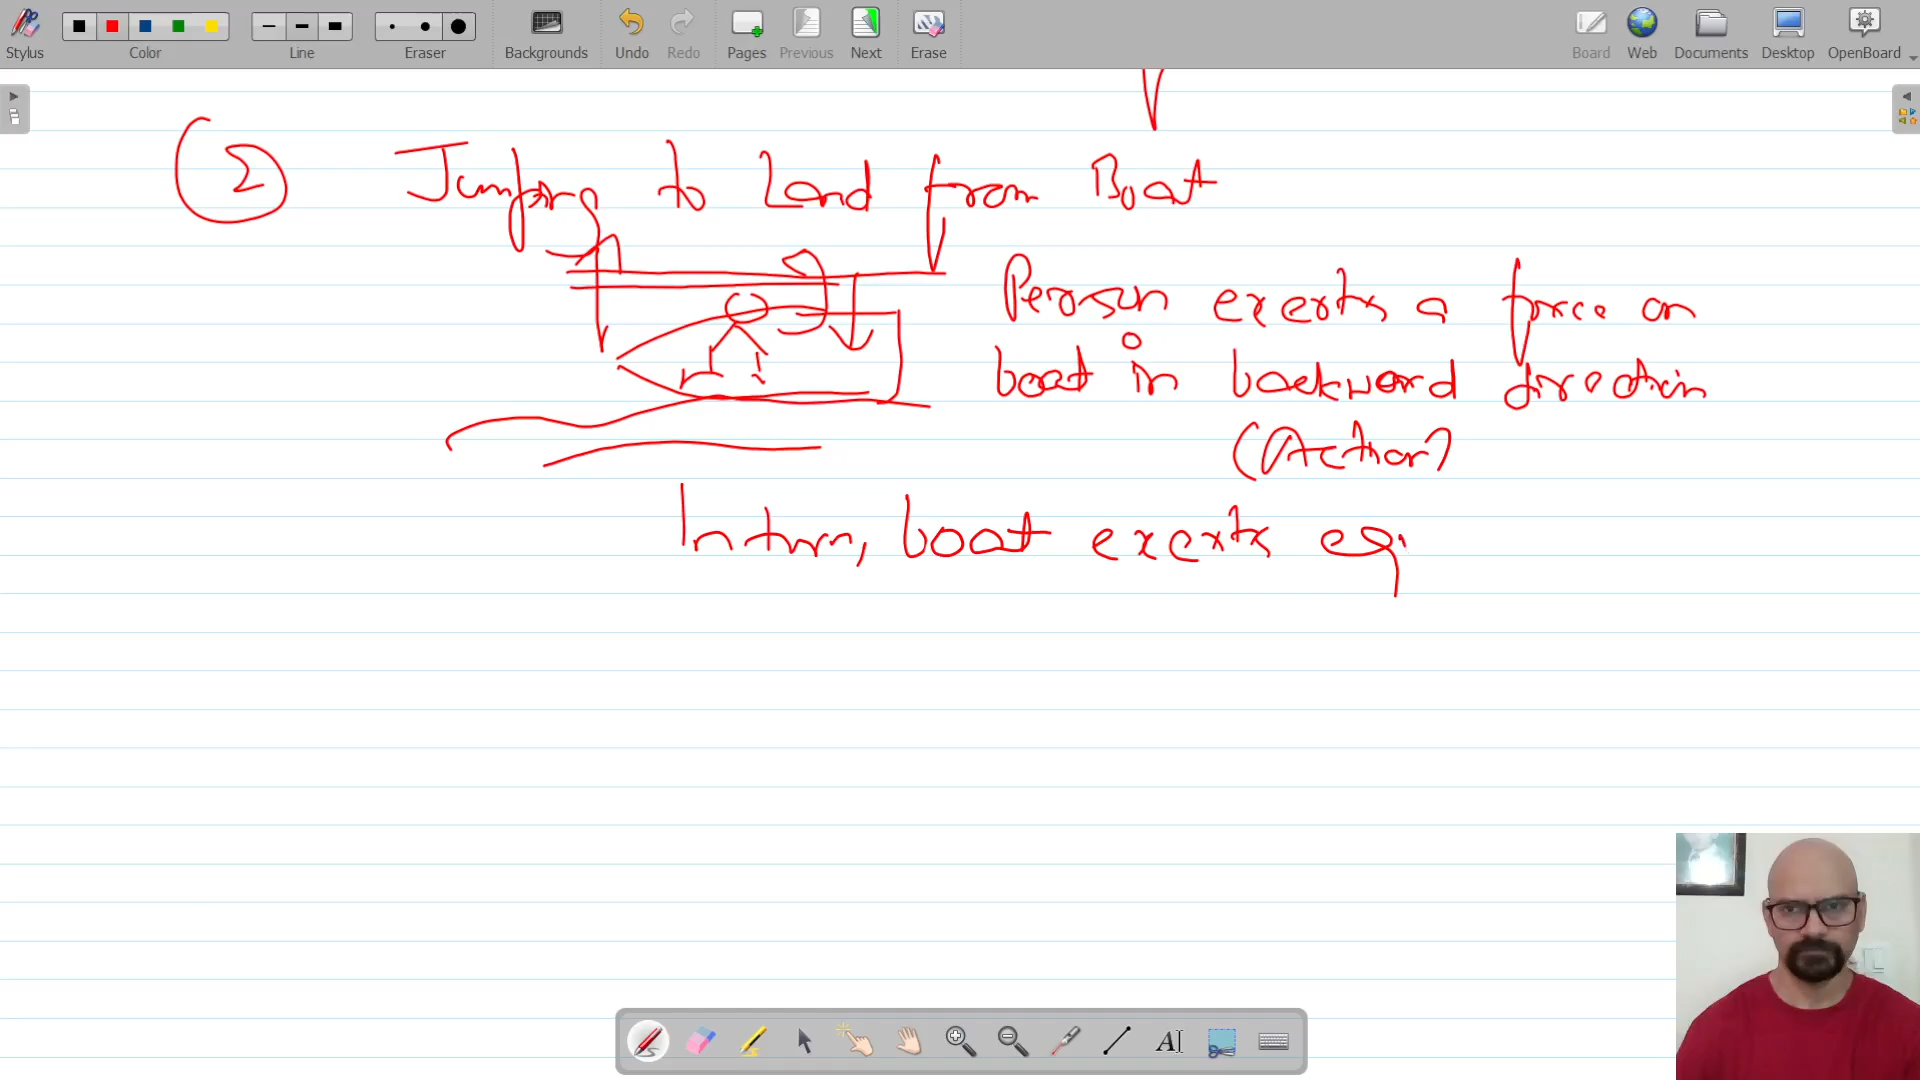 Stylus
Color
Line
Eraser
Backgrounds
Undo
Redo
Pages
Previous
Next
Erase
Board
Web
Documents
Desktop
OpenBoard
2 Jumping to Land from Boat
Person exerts a force on
boat in backward direction
(Action)
In turn, boat exerts eq